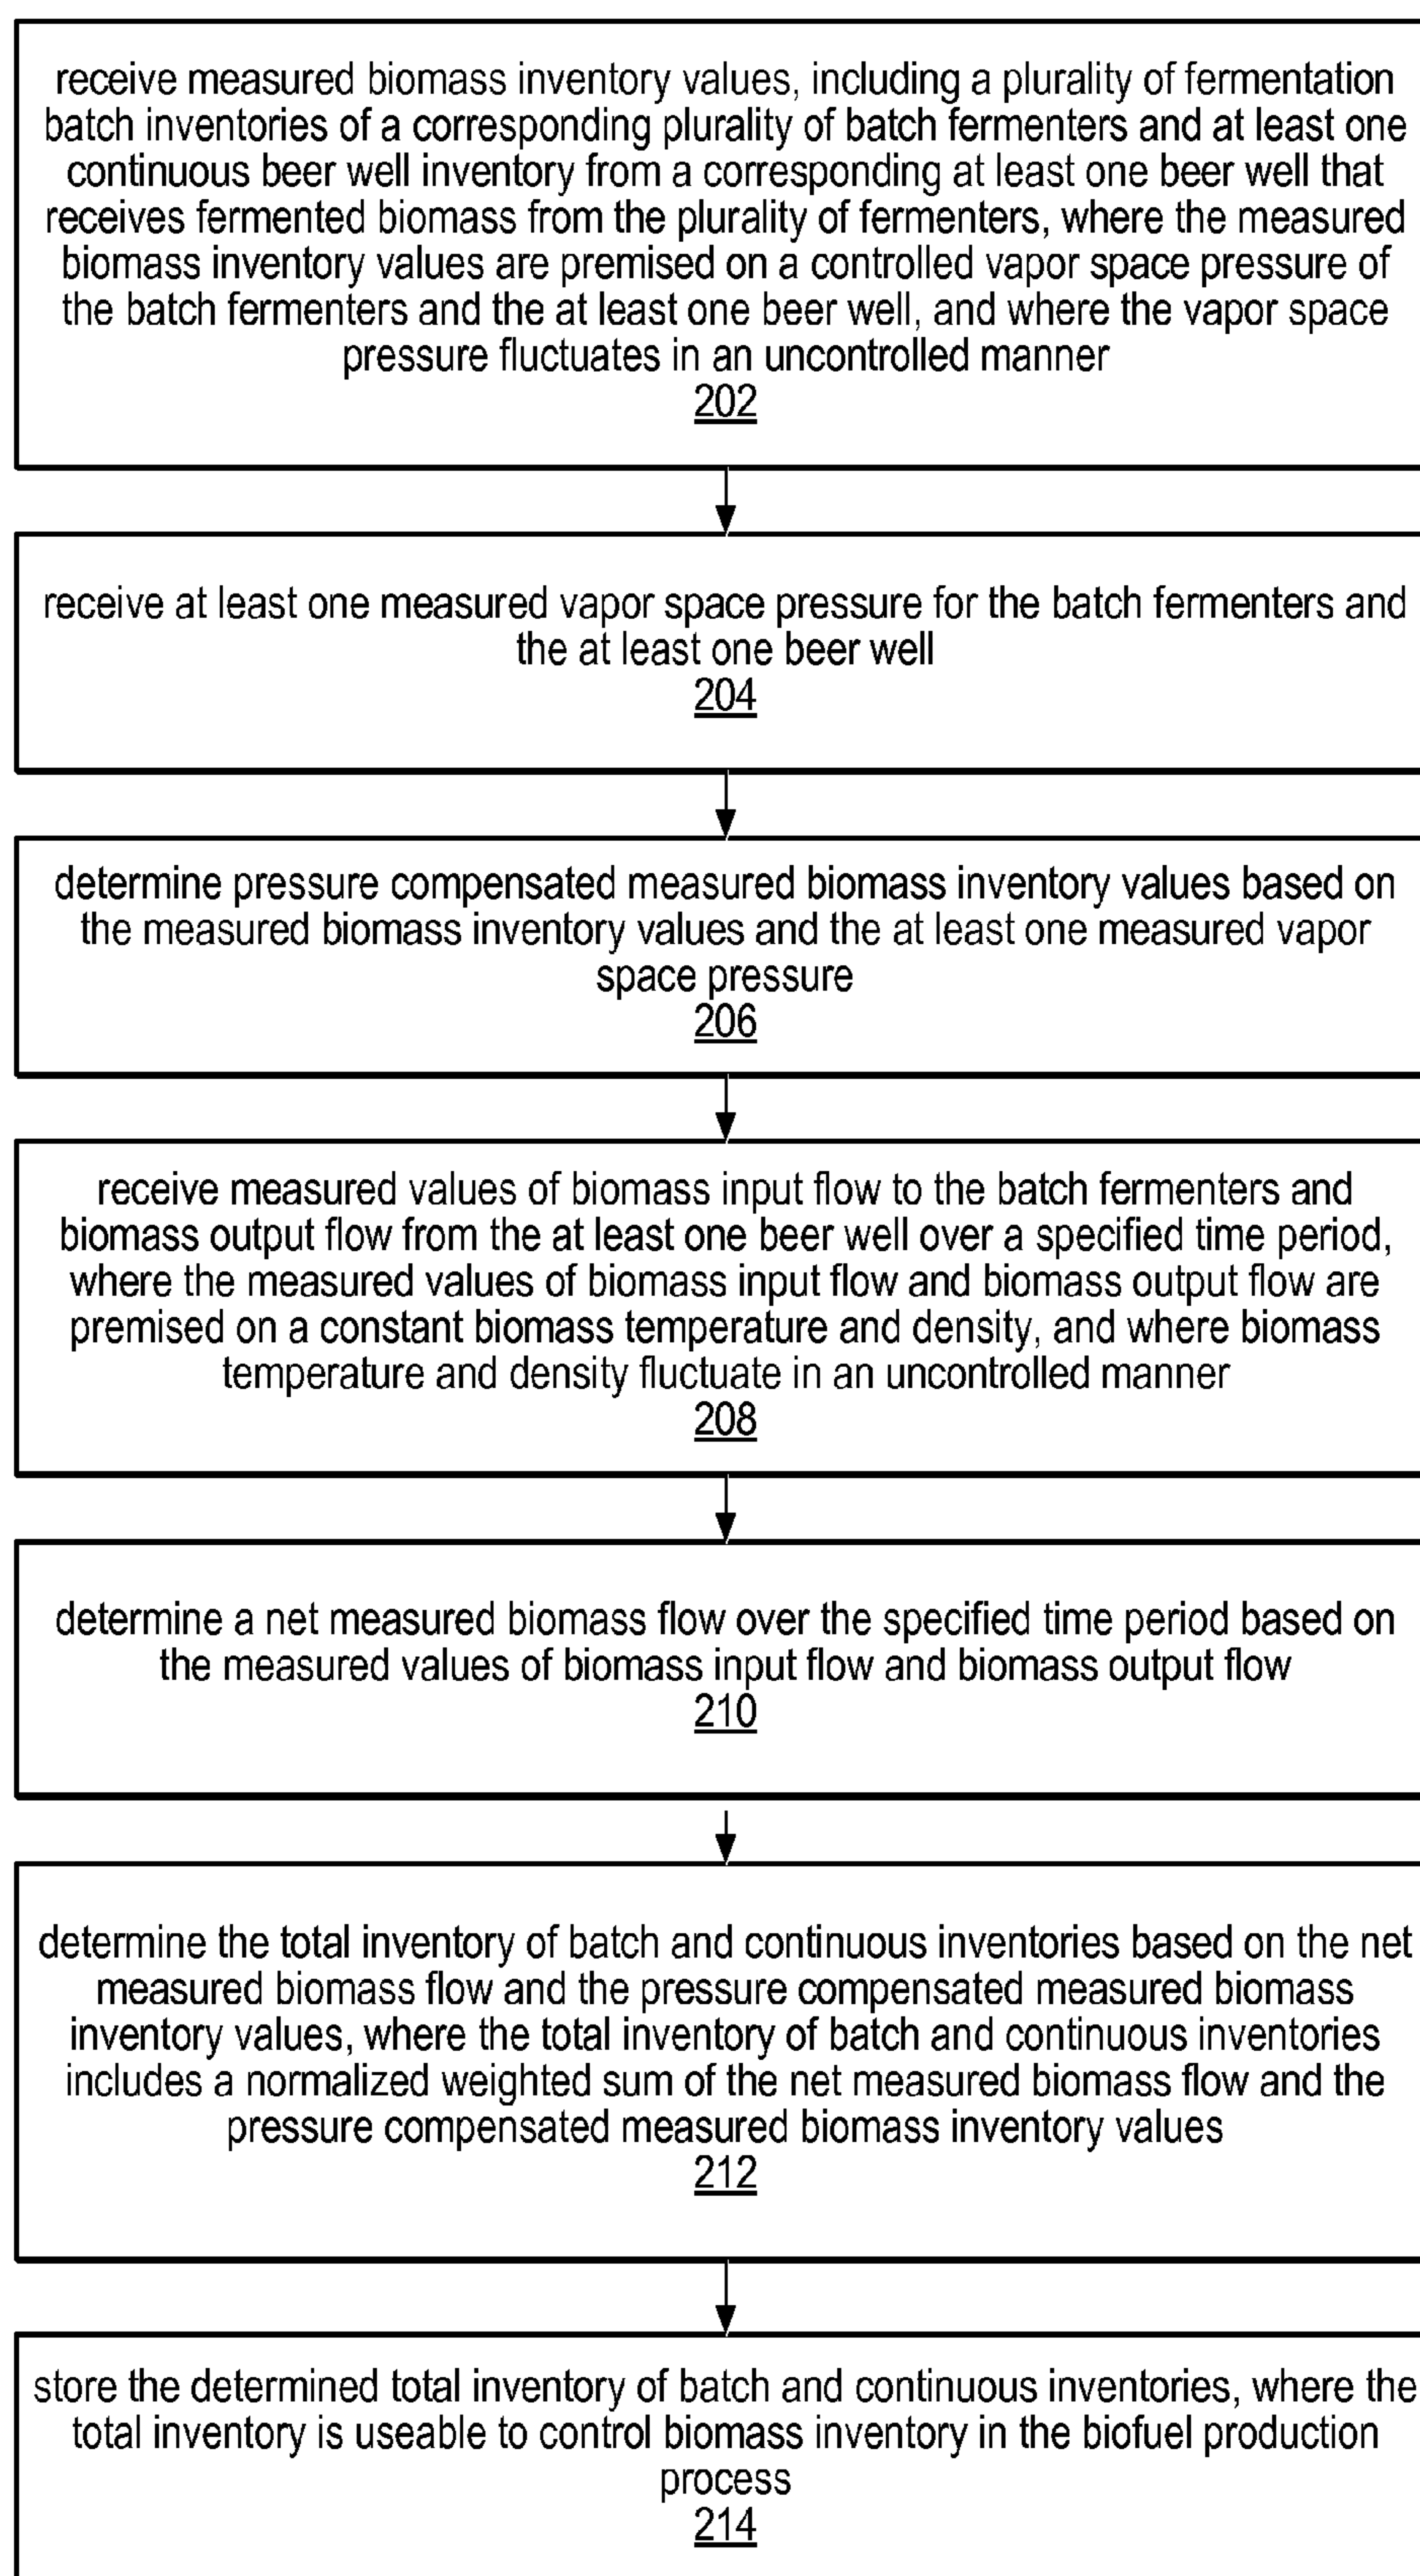 receive measured biomass inventory values, including a plurality of fermentation
batch inventories of a corresponding plurality of batch fermenters and at least one
continuous beer well inventory from a corresponding at least one beer well that
receives fermented biomass from the plurality of fermenters, where the measured
biomass inventory values are premised on a controlled vapor space pressure of
the batch fermenters and the at least one beer well, and where the vapor space
pressure fluctuates in an uncontrolled manner
202
receive at least one measured vapor space pressure for the batch fermenters and
the at least one beer well
204
determine pressure compensated measured biomass inventory values based on
the measured biomass inventory values and the at least one measured vapor
space pressure
206
receive measured values of biomass input flow to the batch fermenters and
biomass output flow from the at least one beer well over a specified time period,
where the measured values of biomass input flow and biomass output flow are
premised on a constant biomass temperature and density, and where biomass
temperature and density fluctuate in an uncontrolled manner
208
determine a net measured biomass flow over the specified time period based on
the measured values of biomass input flow and biomass output flow
210
determine the total inventory of batch and continuous inventories based on the net
measured biomass flow and the pressure compensated measured biomass
inventory values, where the total inventory of batch and continuous inventories
includes a normalized weighted sum of the net measured biomass flow and the
pressure compensated measured biomass inventory values
212
store the determined total inventory of batch and continuous inventories, where the
total inventory is useable to control biomass inventory in the biofuel production
process
214